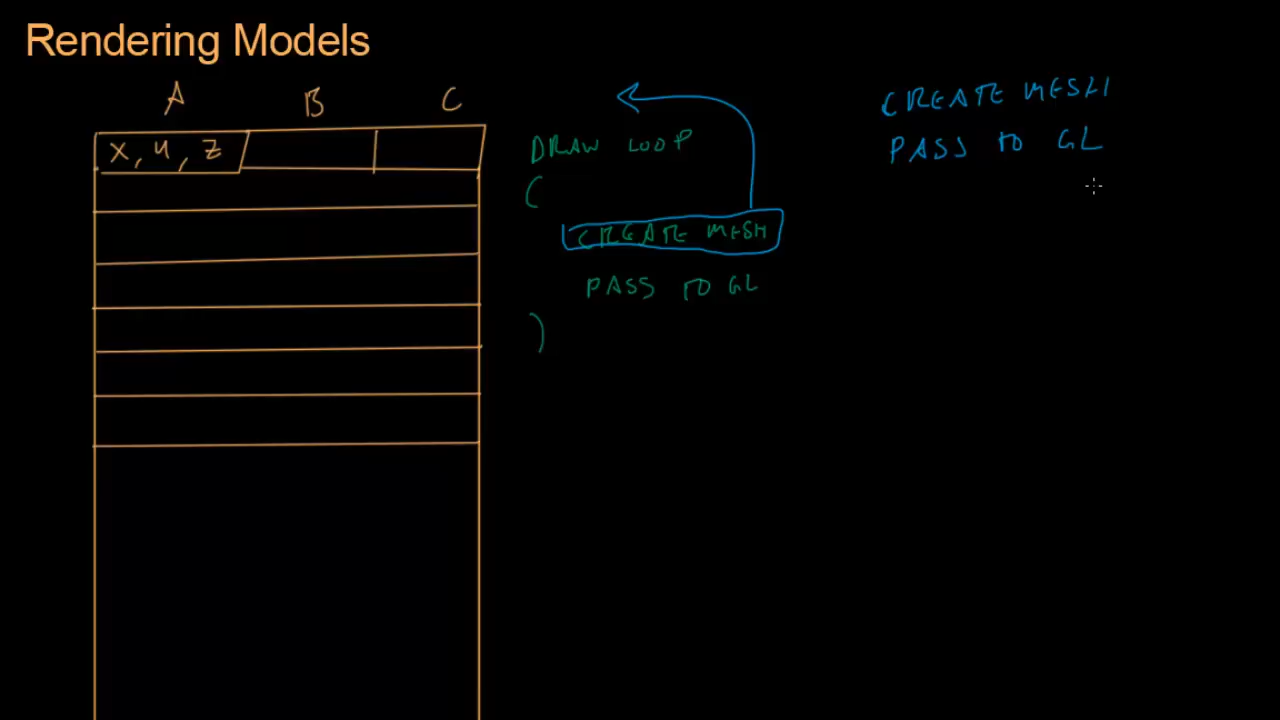 Rendering Models
A B C
X, Y, Z
DRAW LOOP
(
CREATE MESH
PASS TO GL
)
CREATE MESH
PASS TO GL